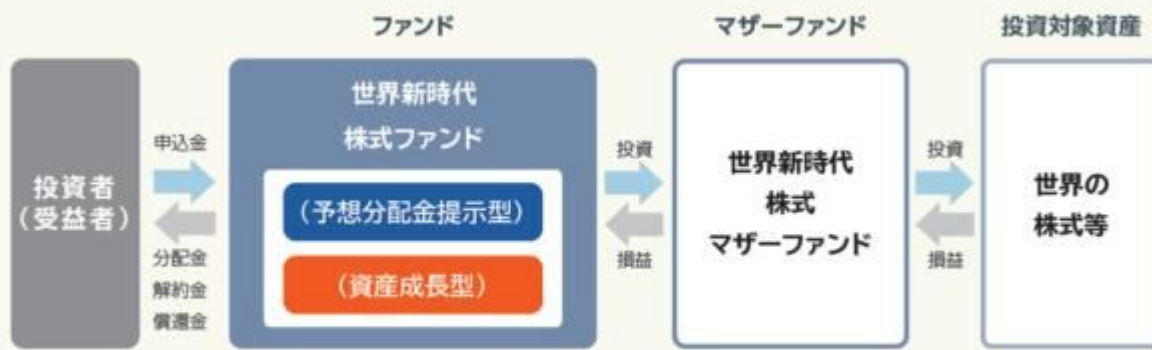 ファンド
マザーファンド
投資対象資産
投資者
（受益者）
申込金
分配金
解約金
償還金
世界新時代
株式ファンド
（予想分配金提示型）
（資産成長型）
投資
損益
世界新時代
株式
マザーファンド
投資
損益
世界の
株式等